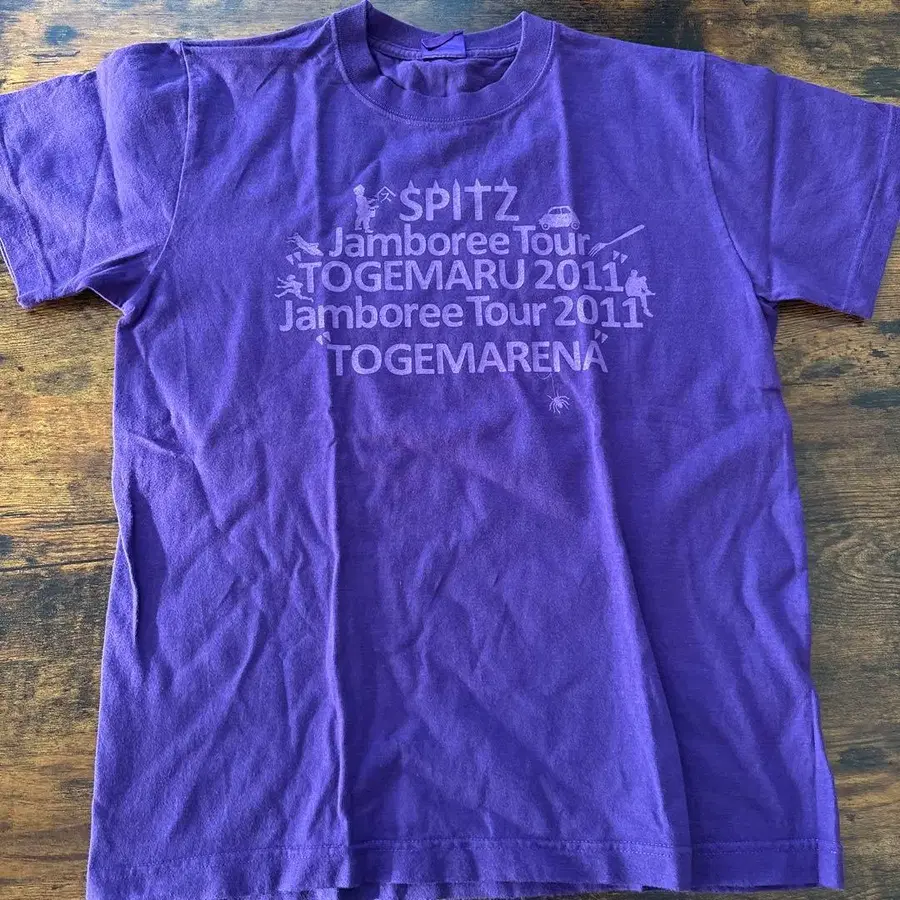 SPITZ
Jamboree Tour
"TOGEMARU 2011"
Jamboree Tour 2011
"TOGEMARENA"